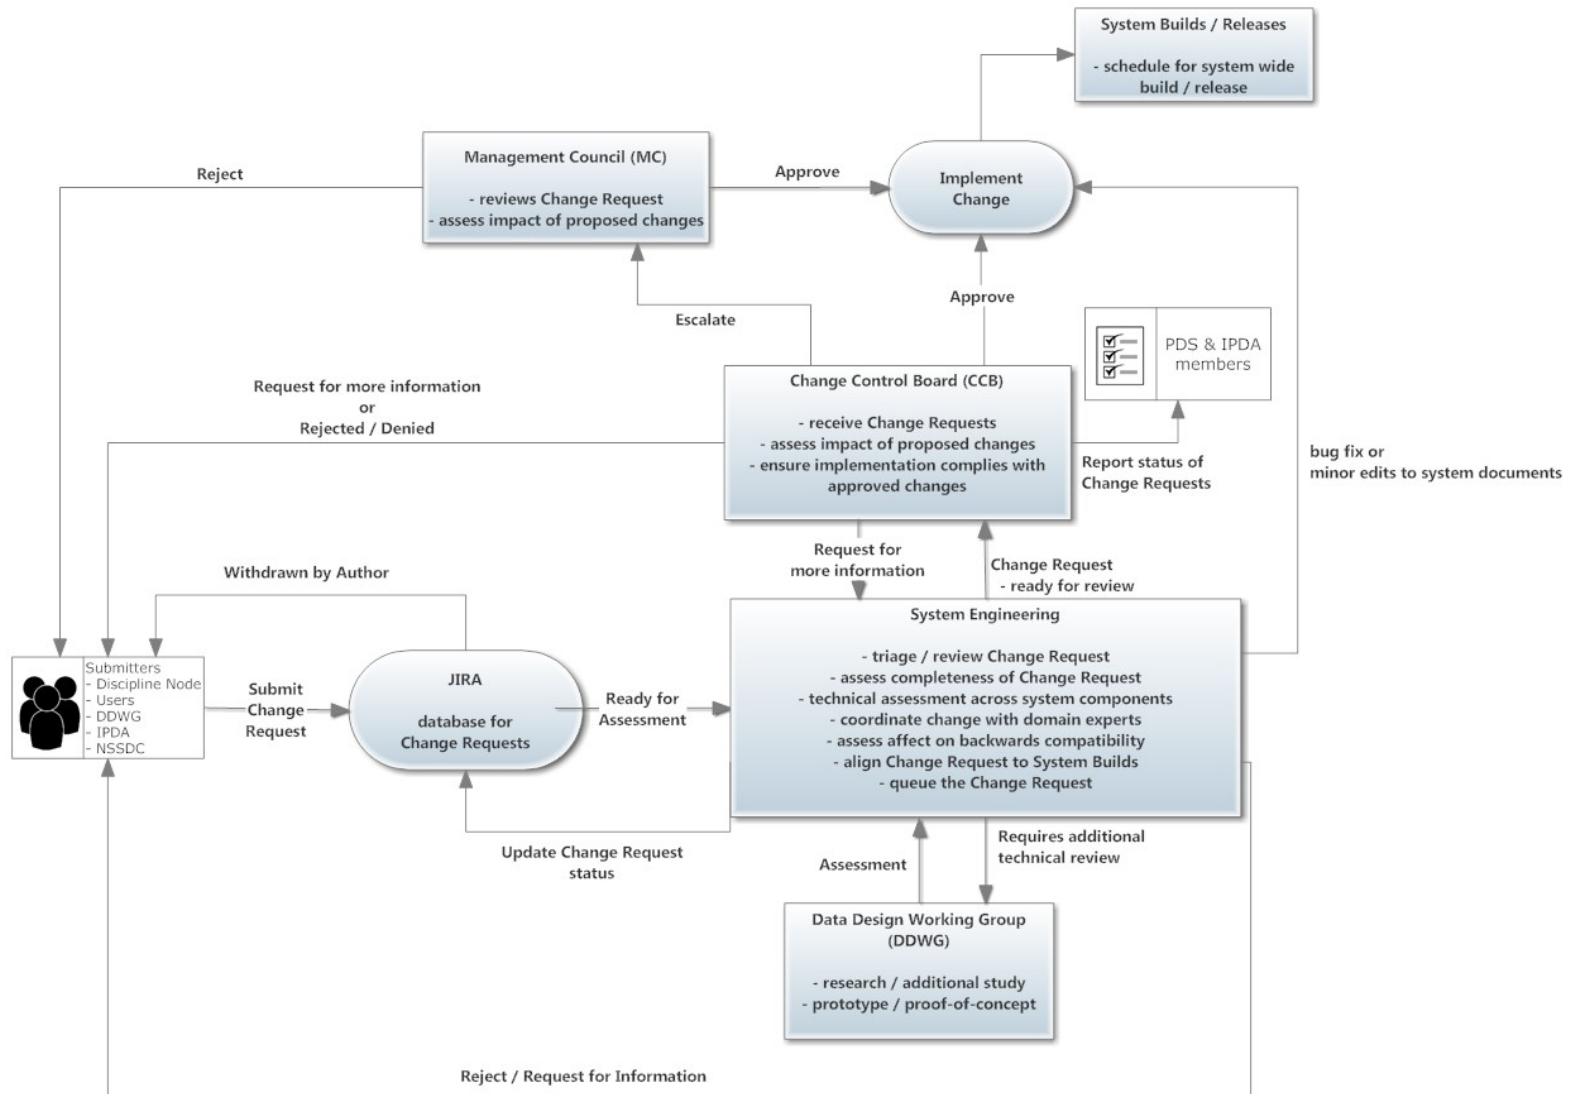 System Builds / Releases
- schedule for system wide
build / release
Management Council (MC)
- reviews Change Request
- assess impact of proposed changes
Reject
Approve
Implement
Change
Escalate
Approve
PDS & IPDA
members
Request for more information
or
Rejected / Denied
Change Control Board (CCB)
- receive Change Requests
- assess impact of proposed changes
- ensure implementation complies with
approved changes
Report status of
Change Requests
bug fix or
minor edits to system documents
Request for
more information
Change Request
- ready for review
Withdrawn by Author
Submitters
- Discipline Node
- Users
- DDWG
- IPDA
- NSSDC
Submit
Change
Request
JIRA
database for
Change Requests
Ready for
Assessment
System Engineering
- triage / review Change Request
- assess completeness of Change Request
- technical assessment across system components
- coordinate change with domain experts
- assess affect on backwards compatibility
- align Change Request to System Builds
- queue the Change Request
Update Change Request
status
Assessment
Requires additional
technical review
Data Design Working Group
(DDWG)
- research / additional study
- prototype / proof-of-concept
Reject / Request for Information